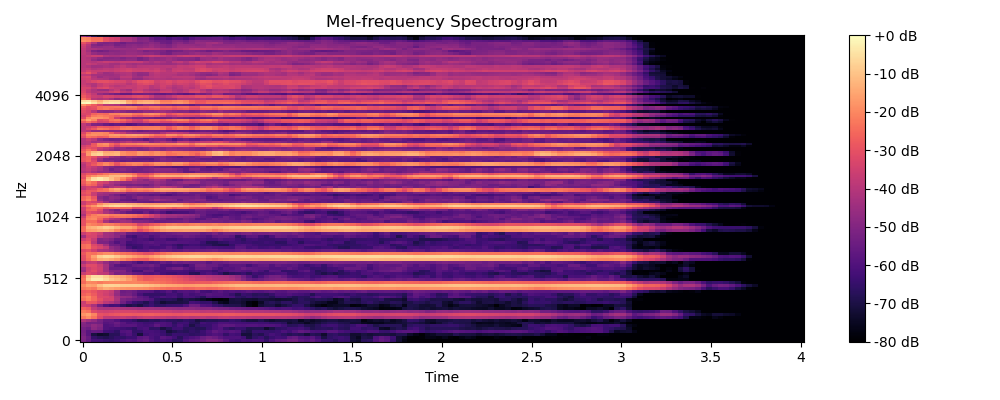 Mel-frequency Spectrogram
Hz
4096
2048
1024
512
0
0
0.5
1
1.5
2
2.5
3
3.5
4
Time
+0 dB
-10 dB
-20 dB
-30 dB
-40 dB
-50 dB
-60 dB
-70 dB
-80 dB